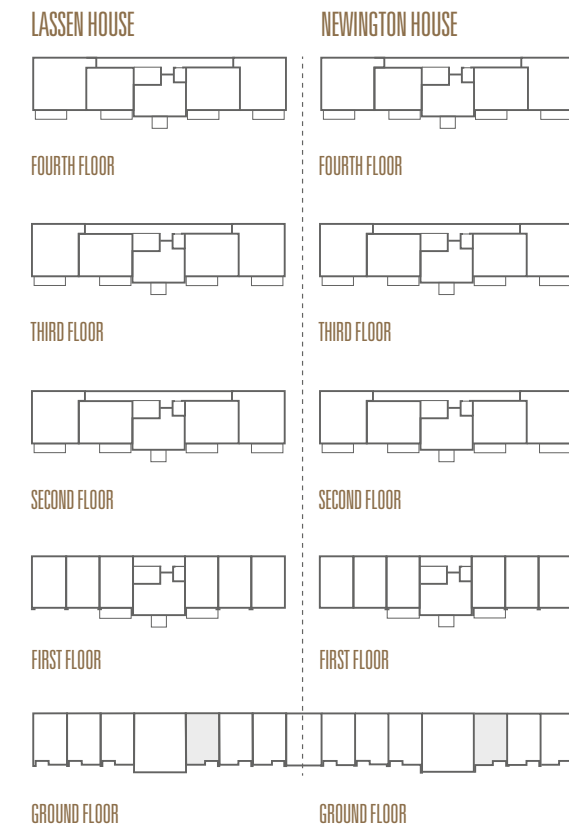 LASSEN HOUSE
NEWINGTON HOUSE
FOURTH FLOOR
FOURTH FLOOR
THIRD FLOOR
THIRD FLOOR
SECOND FLOOR
SECOND FLOOR
FIRST FLOOR
FIRST FLOOR
GROUND FLOOR
GROUND FLOOR